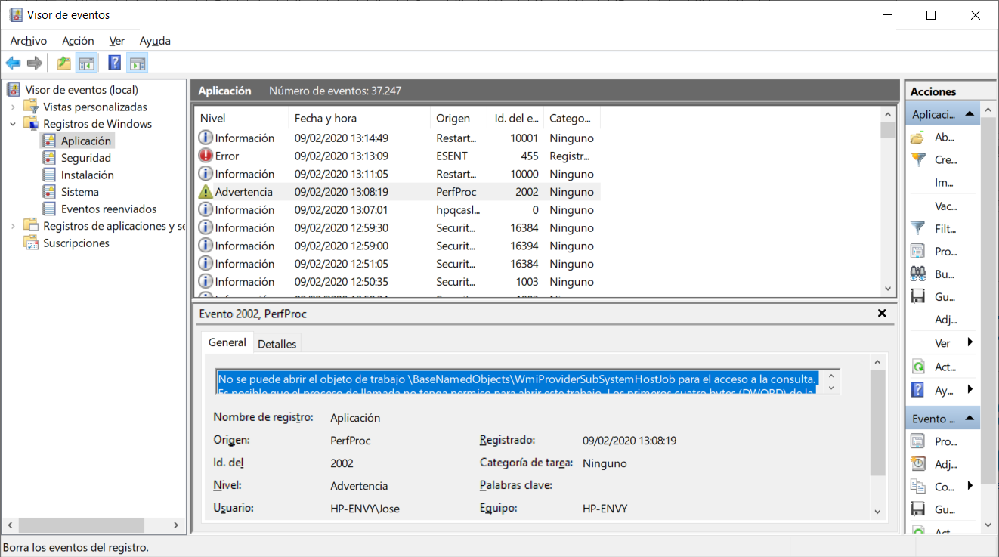 Visor de eventos
Archivo Acción Ver Ayuda
Visor de eventos (local)
Vistas personalizadas
Registros de Windows
Aplicación
Seguridad
Instalación
Sistema
Eventos reenviados
Registros de aplicaciones y se
Suscripciones
Aplicación Número de eventos: 37.247
Nivel Fecha y hora Origen Id. del e... Catego...
Información 09/02/2020 13:14:49 Restart... 10001 Ninguno
Error 09/02/2020 13:13:09 ESENT 455 Registr...
Información 09/02/2020 13:11:05 Restart... 10000 Ninguno
Advertencia 09/02/2020 13:08:19 PerfProc 2002 Ninguno
Información 09/02/2020 13:07:01 hpqcasl... 0 Ninguno
Información 09/02/2020 12:59:30 Securit... 16384 Ninguno
Información 09/02/2020 12:59:00 Securit... 16394 Ninguno
Información 09/02/2020 12:51:05 Securit... 16384 Ninguno
Información 09/02/2020 12:50:35 Securit... 1003 Ninguno
Evento 2002, PerfProc
General Detalles
No se puede abrir el objeto de trabajo \BaseNamedObjects\WmiProviderSubSystemHostJob para el acceso a la consulta.
Es posible que el proceso de llamada no tenga permiso para abrir este trabajo. Los primeros cuatro bytes (DWORD) de la
Nombre de registro: Aplicación
Origen: PerfProc Registrado: 09/02/2020 13:08:19
Id. del 2002 Categoría de tarea: Ninguno
Nivel: Advertencia Palabras clave:
Usuario: HP-ENVY\Jose Equipo: HP-ENVY
Acciones
Aplicaci...
Ab...
Cre...
Im...
Vac...
Filt...
Pro...
Bu...
Gu...
Adj...
Ver
Act...
Ay...
Evento ...
Pro...
Adj...
Co...
Gu...
Act...
Borra los eventos del registro.